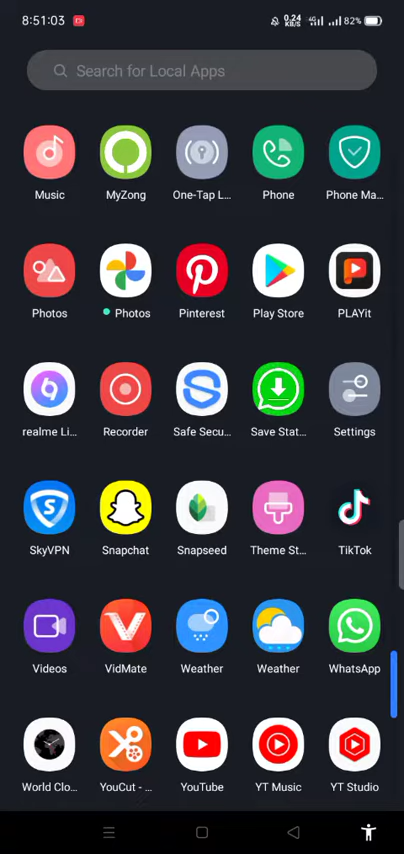 8:51:03 0.24 KB/S 4G 82%
Search for Local Apps
Music MyZong One-Tap L... Phone Phone Ma...
Photos Photos Pinterest Play Store PLAYit
realme Li... Recorder Safe Secu... Save Stat... Settings
SkyVPN Snapchat Snapseed Theme St... TikTok
Videos VidMate Weather Weather WhatsApp
World Clo... YouCut - ... YouTube YT Music YT Studio